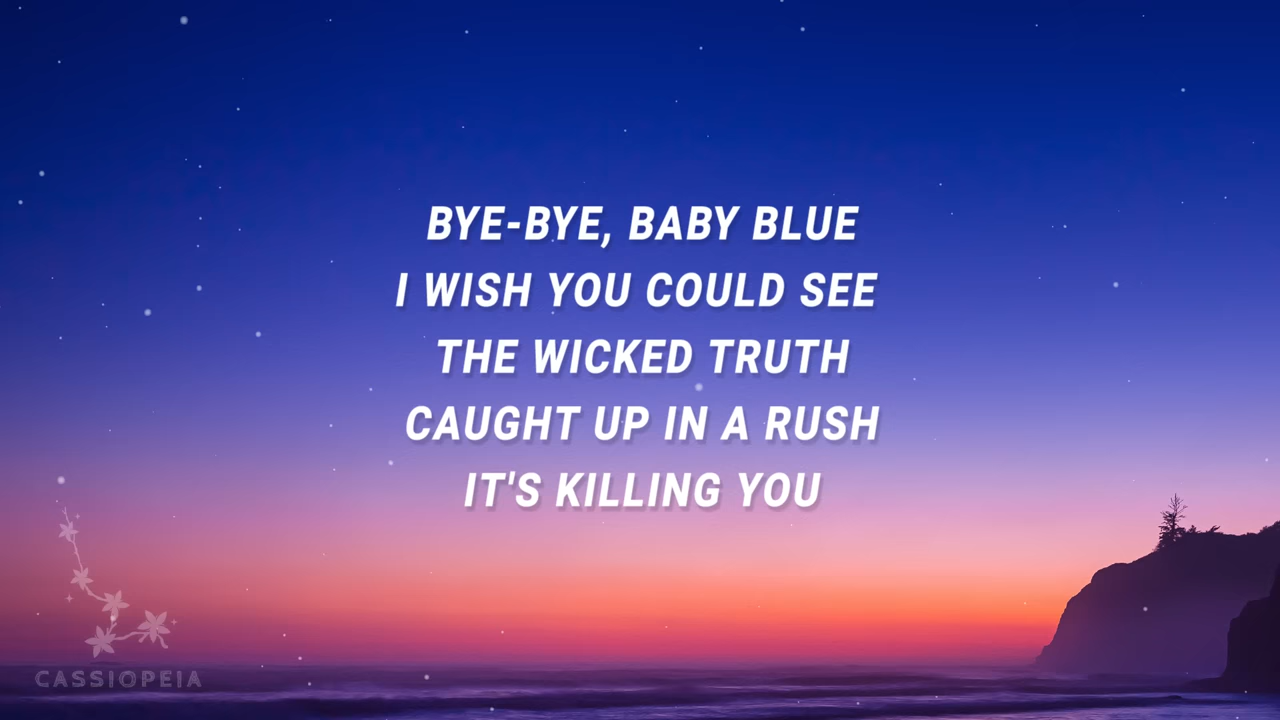 BYE-BYE, BABY BLUE
I WISH YOU COULD SEE
THE WICKED TRUTH
CAUGHT UP IN A RUSH
IT'S KILLING YOU
CASSIOPEIA